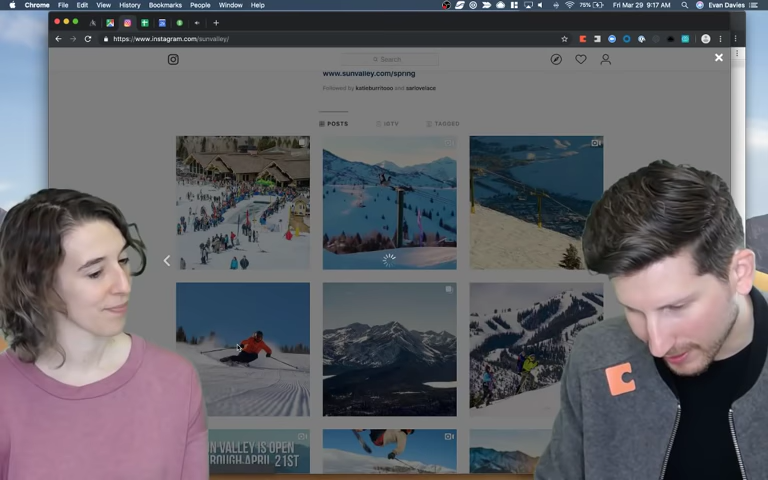 Chrome File Edit View History Bookmarks People Window Help
75% Fri Mar 29 9:17 AM Evan Davies
https://www.instagram.com/sunvalley/
Search
www.sunvalley.com/spring
Followed by
and
POSTS IGTV TAGGED
N VALLEY IS OPEN
ROUGH APRIL 21ST